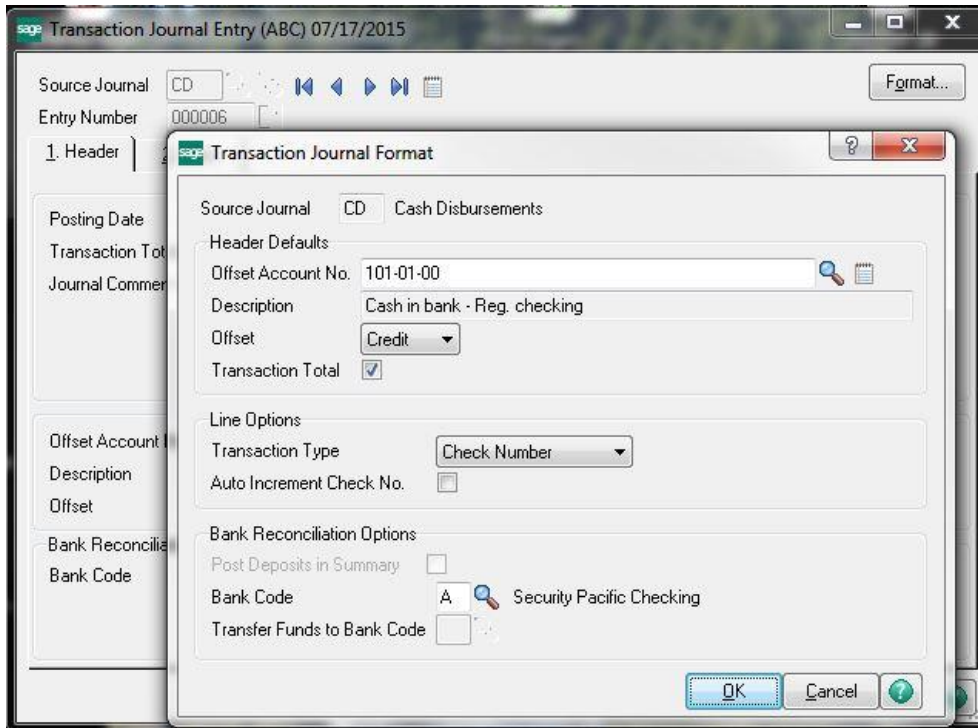 sage Transaction Journal Entry (ABC) 07/17/2015
Source Journal CD
Format...
Entry Number 000006
1. Header
Posting Date
Transaction Tot
Journal Commen
Offset Account
Description
Offset
Bank Reconcilia
Bank Code
sage Transaction Journal Format
Source Journal CD Cash Disbursements
Header Defaults
Offset Account No. 101-01-00
Description Cash in bank - Reg. checking
Offset Credit
Transaction Total
Line Options
Transaction Type Check Number
Auto Increment Check No.
Bank Reconciliation Options
Post Deposits in Summary
Bank Code A Security Pacific Checking
Transfer Funds to Bank Code
OK Cancel